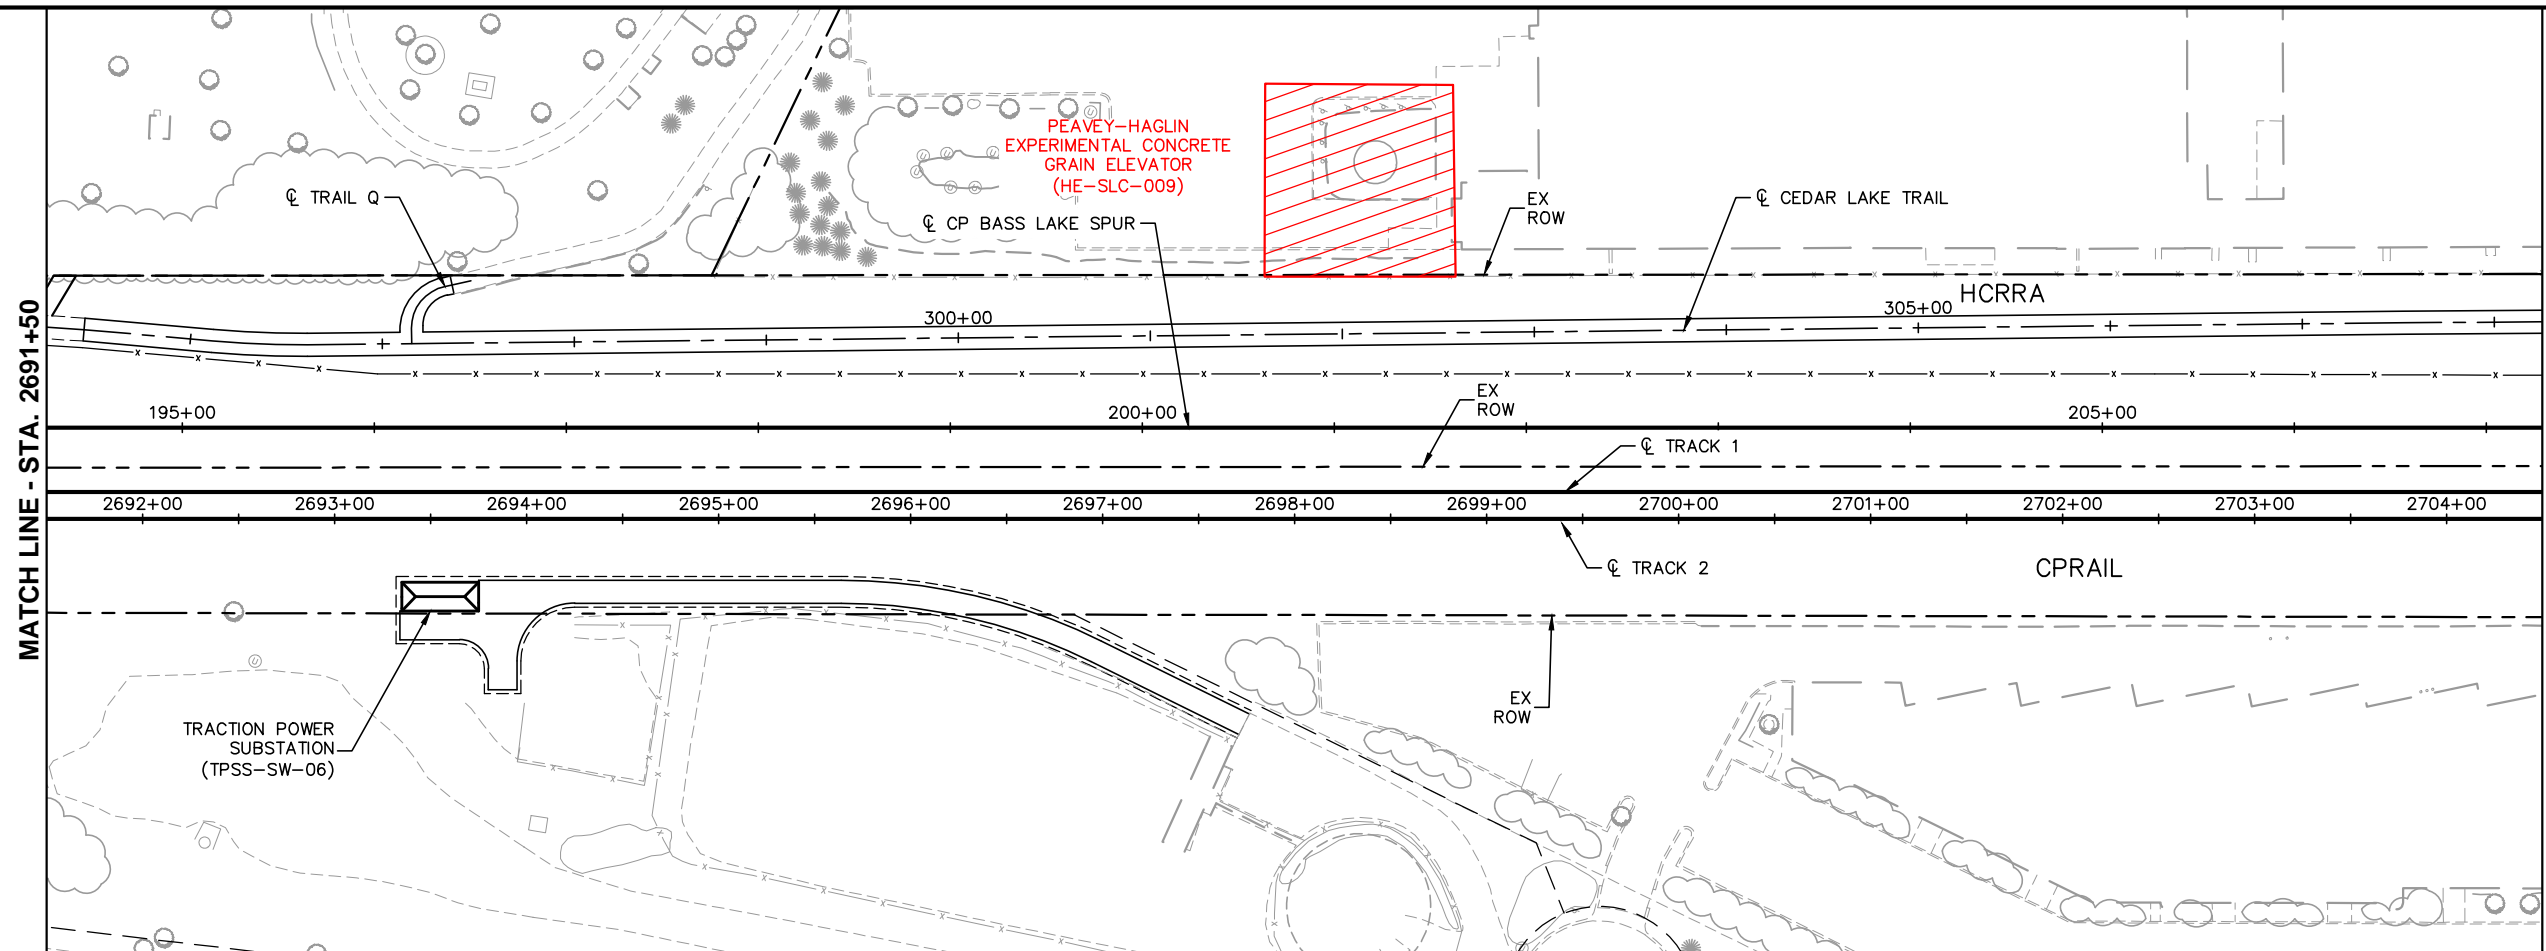 MATCH LINE - STA. 2691+50
PEAVEY-HAGLIN
EXPERIMENTAL CONCRETE
GRAIN ELEVATOR
(HE-SLC-009)
℄ TRAIL Q
℄ CP BASS LAKE SPUR
EX
ROW
℄ CEDAR LAKE TRAIL
HCRRA
300+00
305+00
EX
ROW
195+00
200+00
205+00
℄ TRACK 1
2692+00
2693+00
2694+00
2695+00
2696+00
2697+00
2698+00
2699+00
2700+00
2701+00
2702+00
2703+00
2704+00
℄ TRACK 2
CPRAIL
EX
ROW
TRACTION POWER
SUBSTATION
(TPSS-SW-06)